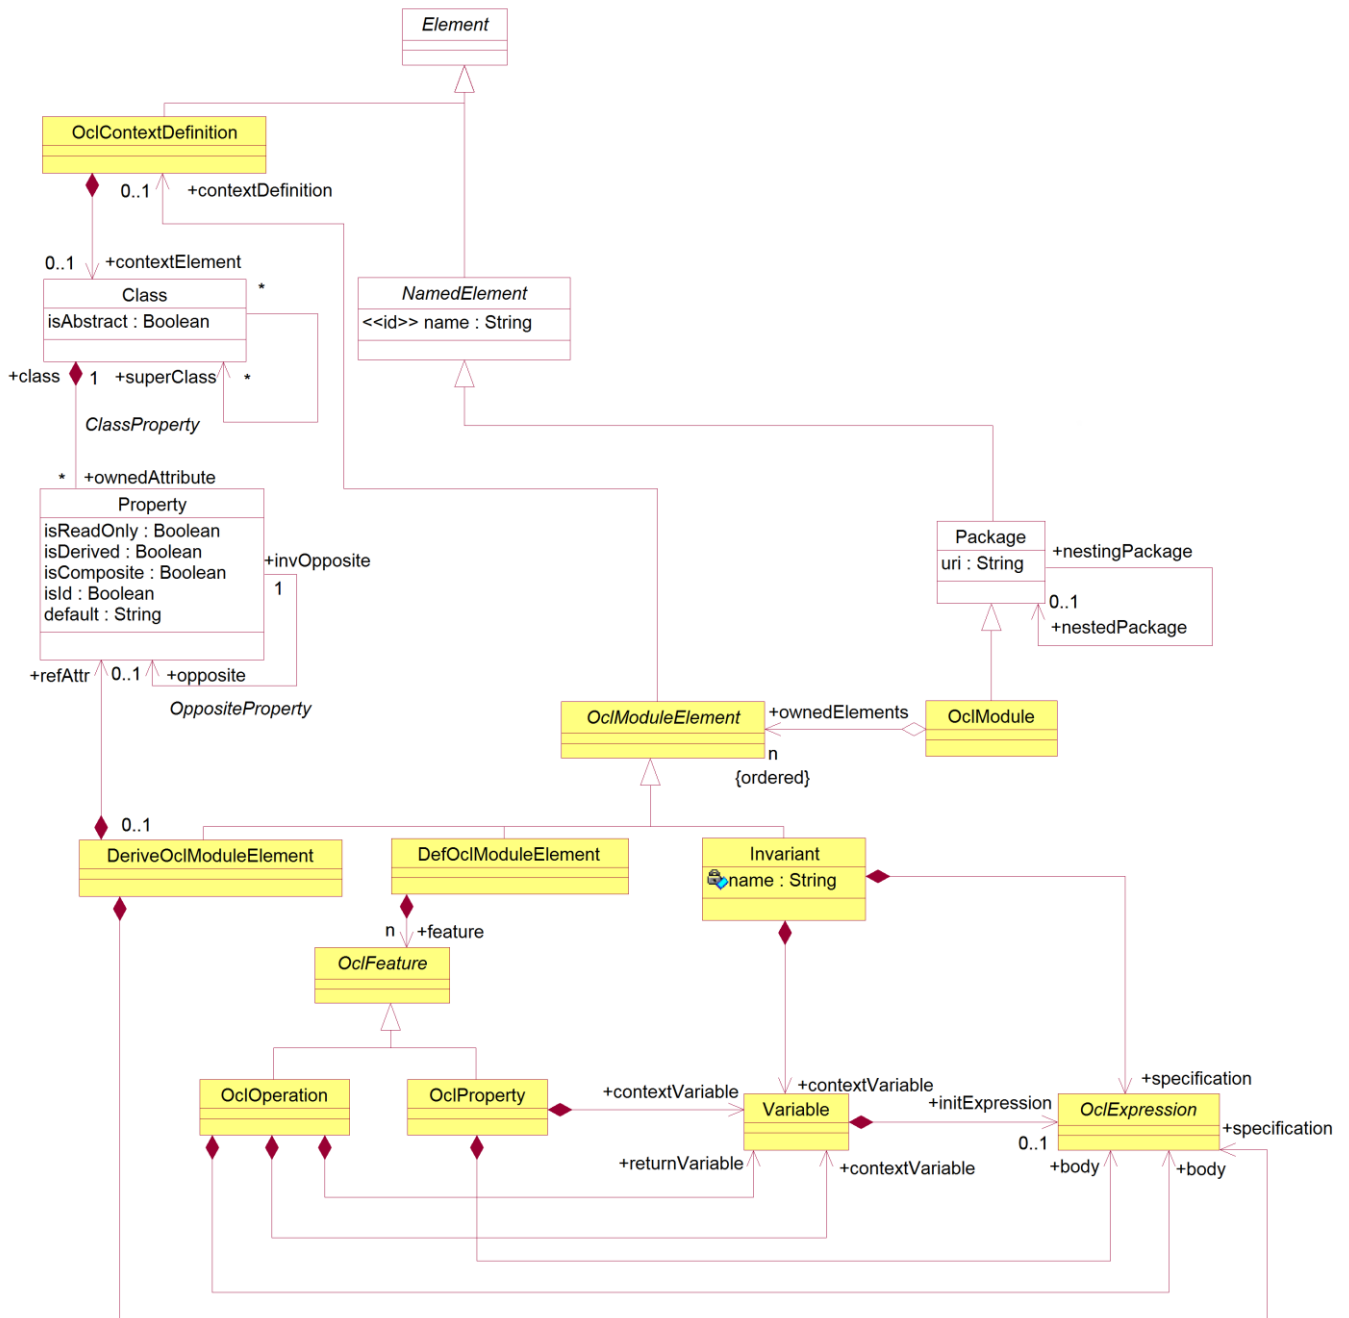 Element
OclContextDefinition
0..1
+contextDefinition
0..1
+contextElement
Class
*
isAbstract : Boolean
NamedElement
<<id>> name : String
+class
1
+superClass
*
ClassProperty
*
+ownedAttribute
Property
isReadOnly : Boolean
isDerived : Boolean
isComposite : Boolean
isId : Boolean
default : String
+invOpposite
1
Package
uri : String
+nestingPackage
0..1
+nestedPackage
+refAttr
0..1
+opposite
OppositeProperty
OclModuleElement
+ownedElements
OclModule
n
{ordered}
0..1
DeriveOclModuleElement
DefOclModuleElement
Invariant
name : String
n
+feature
OclFeature
OclOperation
OclProperty
+contextVariable
+contextVariable
Variable
+initExpression
0..1
+specification
OclExpression
+specification
+returnVariable
+contextVariable
+body
+body